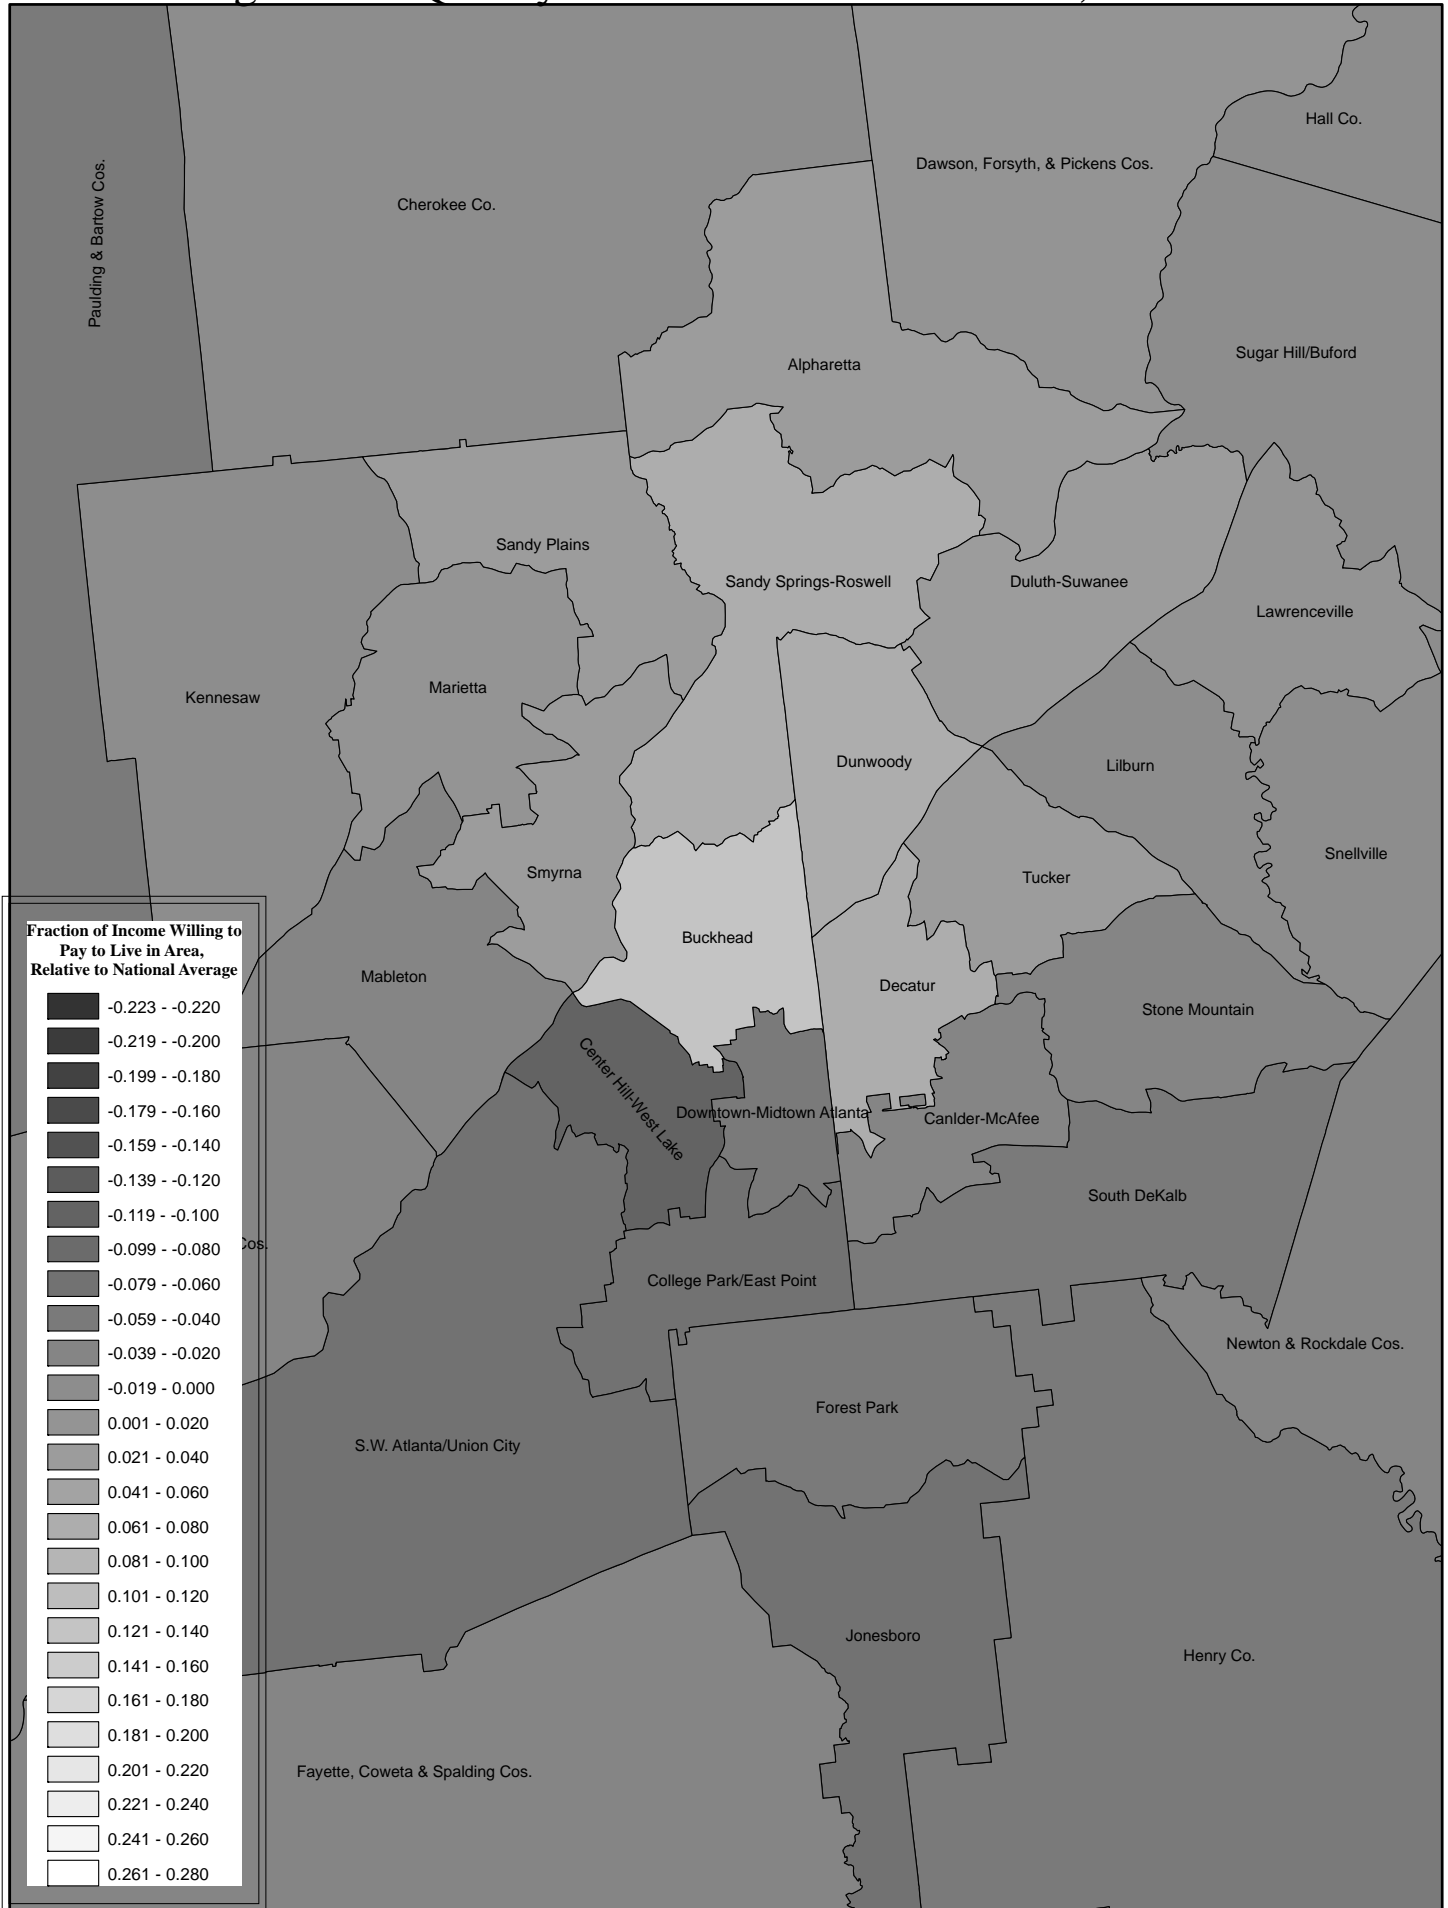 Hall Co.
Dawson, Forsyth, & Pickens Cos.
Paulding & Bartow Cos.
Cherokee Co.
Sugar Hill/Buford
Alpharetta
Sandy Plains
Sandy Springs-Roswell
Duluth-Suwanee
Lawrenceville
Marietta
Kennesaw
Dunwoody
Lilburn
Snellville
Smyrna
Tucker
Buckhead
Mableton
Decatur
Stone Mountain
Center Hill-West Lake
Downtown-Midtown Atlanta
Canlder-McAfee
South DeKalb
Cos.
College Park/East Point
Newton & Rockdale Cos.
Forest Park
S.W. Atlanta/Union City
Jonesboro
Henry Co.
Fayette, Coweta & Spalding Cos.
Fraction of Income Willing to
Pay to Live in Area,
Relative to National Average
-0.223 - -0.220
-0.219 - -0.200
-0.199 - -0.180
-0.179 - -0.160
-0.159 - -0.140
-0.139 - -0.120
-0.119 - -0.100
-0.099 - -0.080
-0.079 - -0.060
-0.059 - -0.040
-0.039 - -0.020
-0.019 - 0.000
0.001 - 0.020
0.021 - 0.040
0.041 - 0.060
0.061 - 0.080
0.081 - 0.100
0.101 - 0.120
0.121 - 0.140
0.141 - 0.160
0.161 - 0.180
0.181 - 0.200
0.201 - 0.220
0.221 - 0.240
0.241 - 0.260
0.261 - 0.280